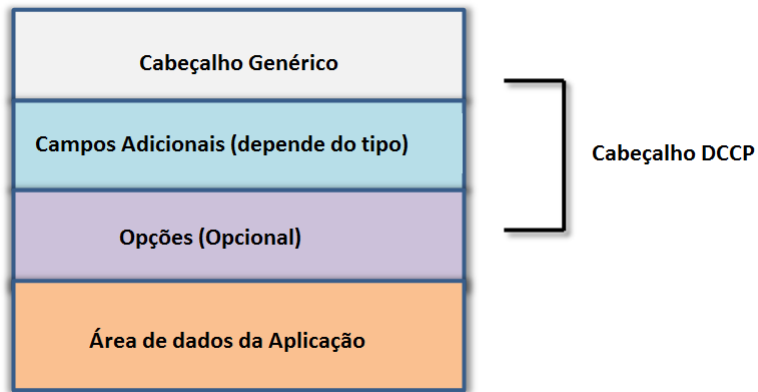 Cabeçalho Genérico
Campos Adicionais (depende do tipo)
Cabeçalho DCCP
Opções (Opcional)
Área de dados da Aplicação